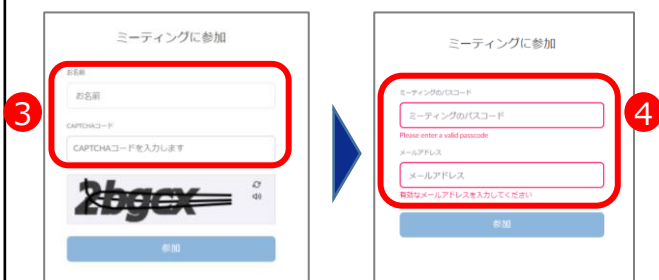 ミーティングに参加
お名前
お名前
3
CAPTCHAコード
CAPTCHAコードを入力します
2bgcx
参加
ミーティングに参加
ミーティングのパスコード
ミーティングのパスコード
4
Please enter a valid passcode
メールアドレス
メールアドレス
有効なメールアドレスを入力してください
参加